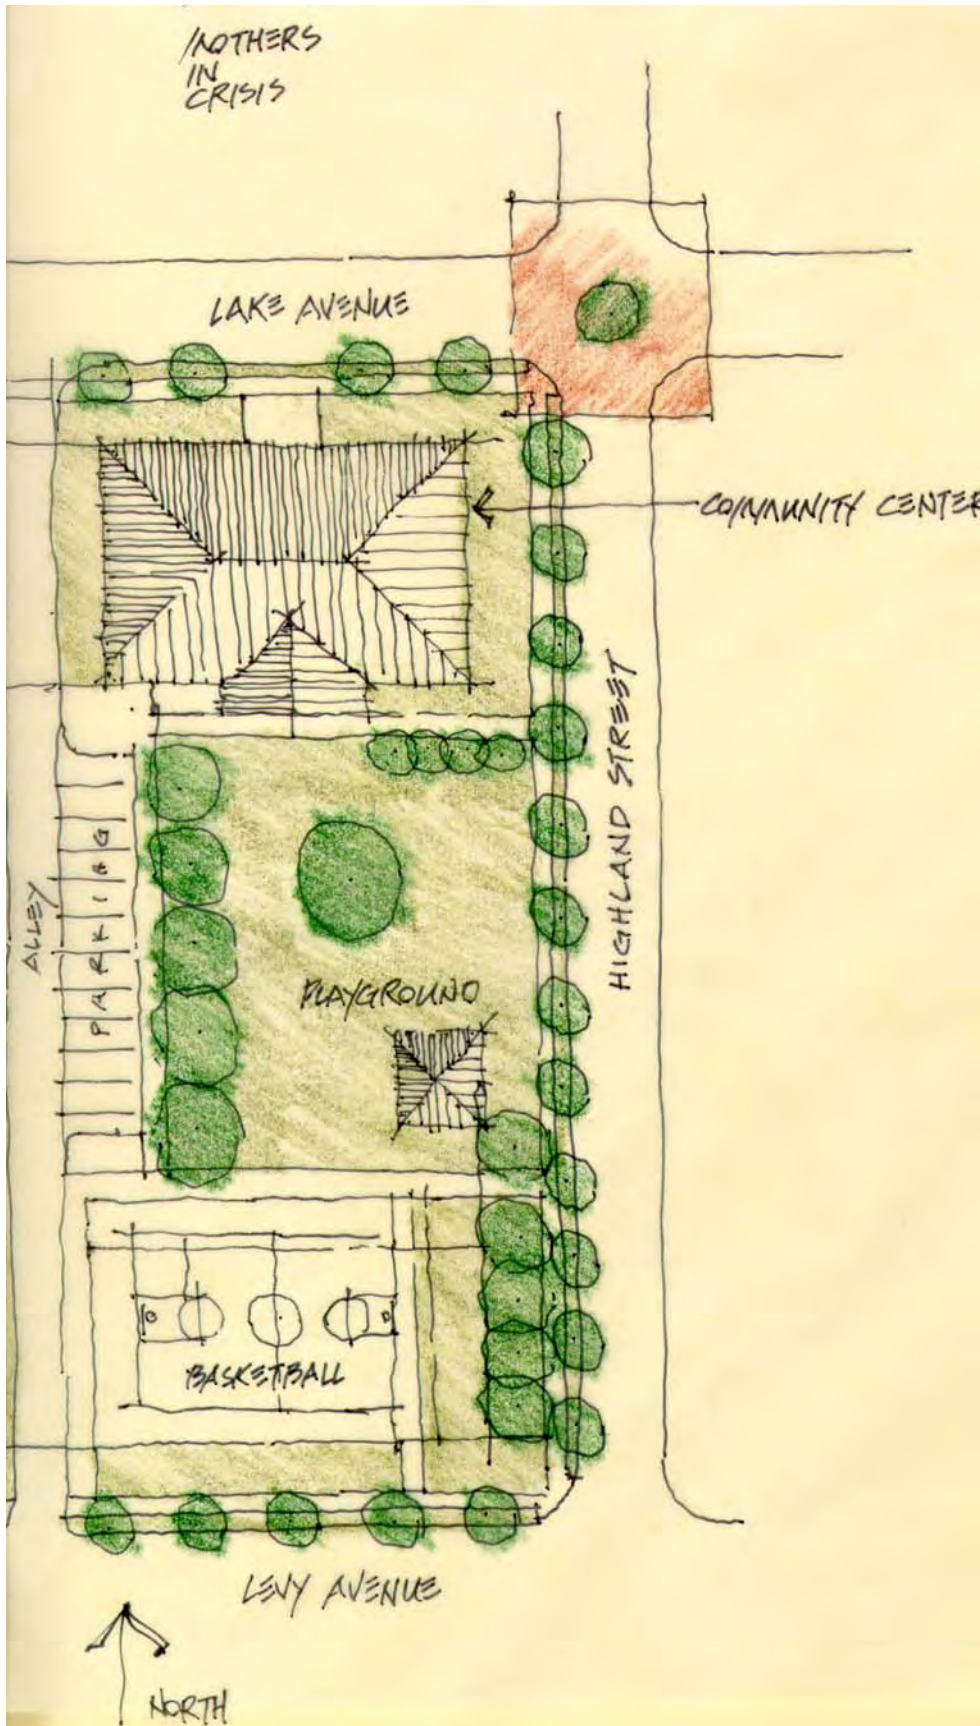 MOTHERS
IN
CRISIS
LAKE AVENUE
COMMUNITY CENTER
HIGHLAND STREET
ALLEY
PARKING
PLAYGROUND
BASKETBALL
LEVY AVENUE
NORTH